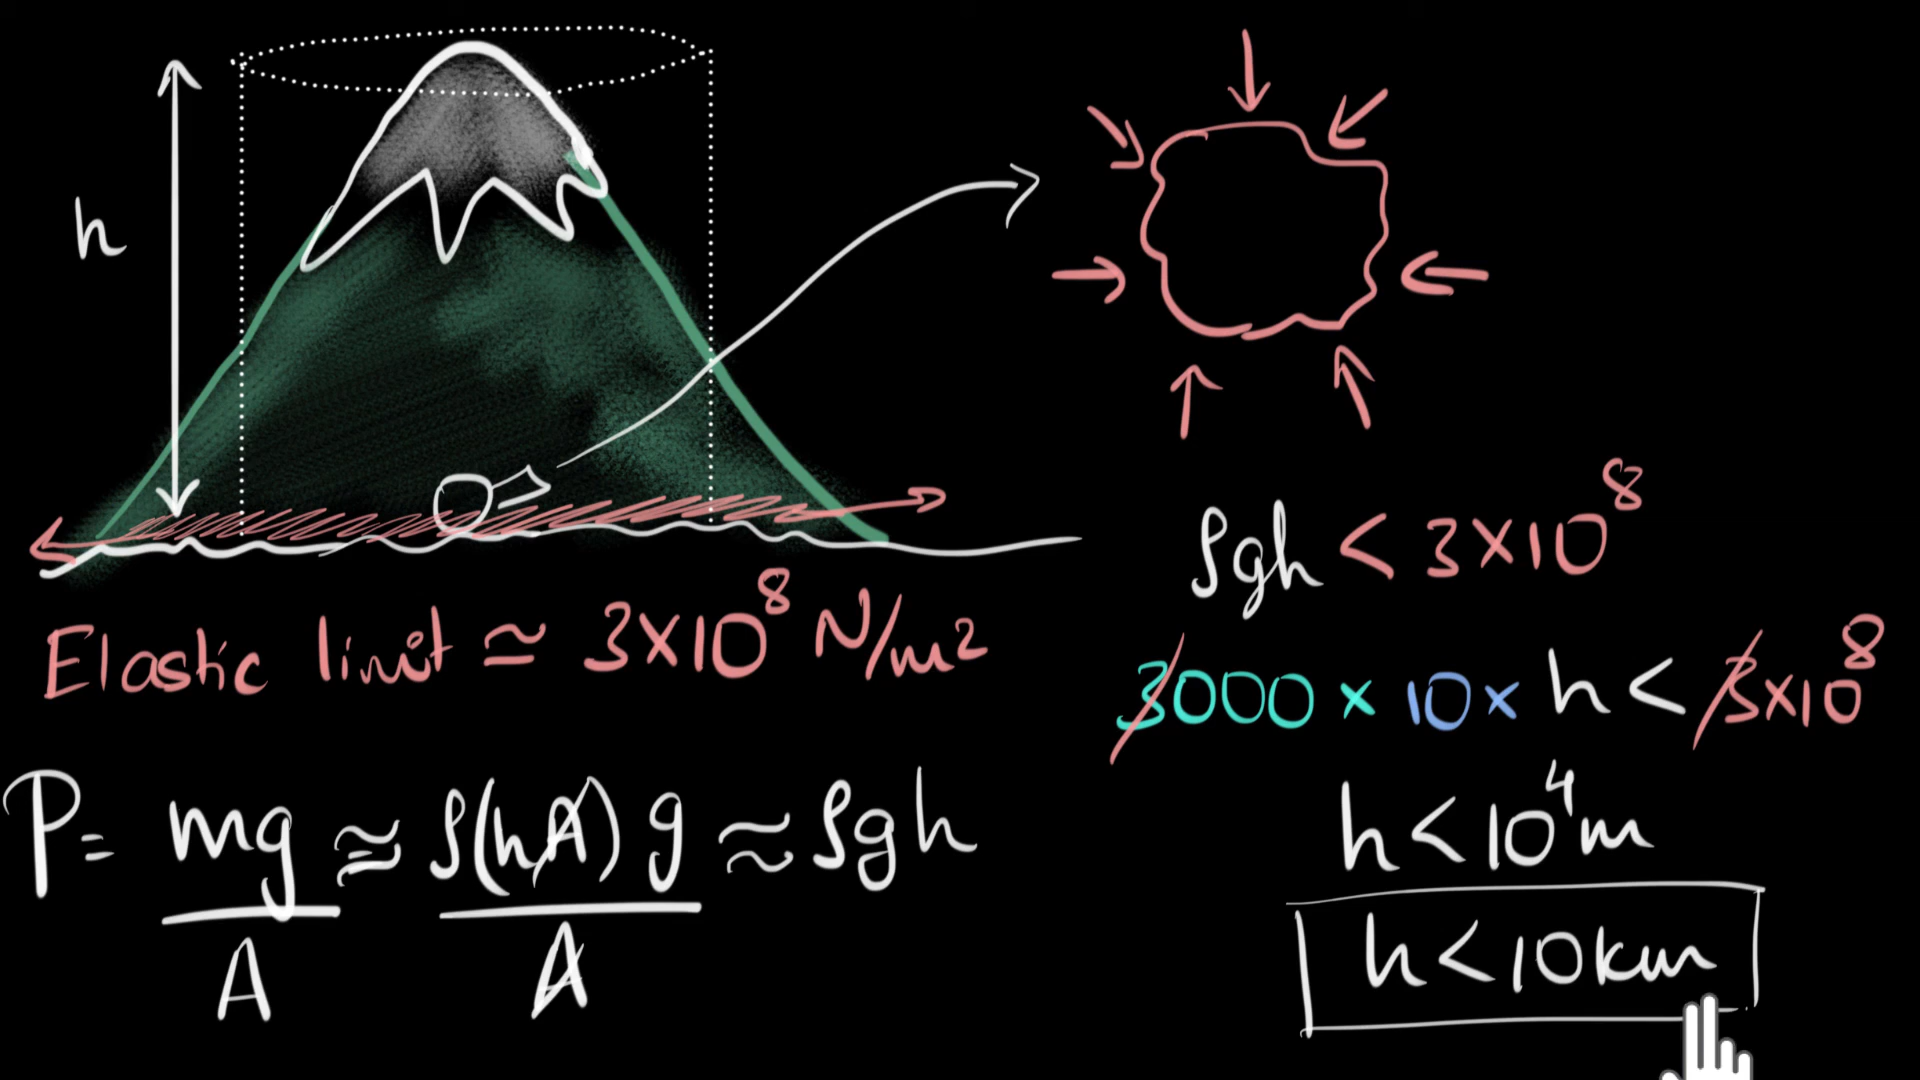 h
Elastic limit ≃ 3×10⁸ N/m²
P = mg/A ≈ ρ(hA)g/A ≈ ρgh
ρgh < 3×10⁸
3000 × 10 × h < 3×10⁸
h < 10⁴m
h < 10km